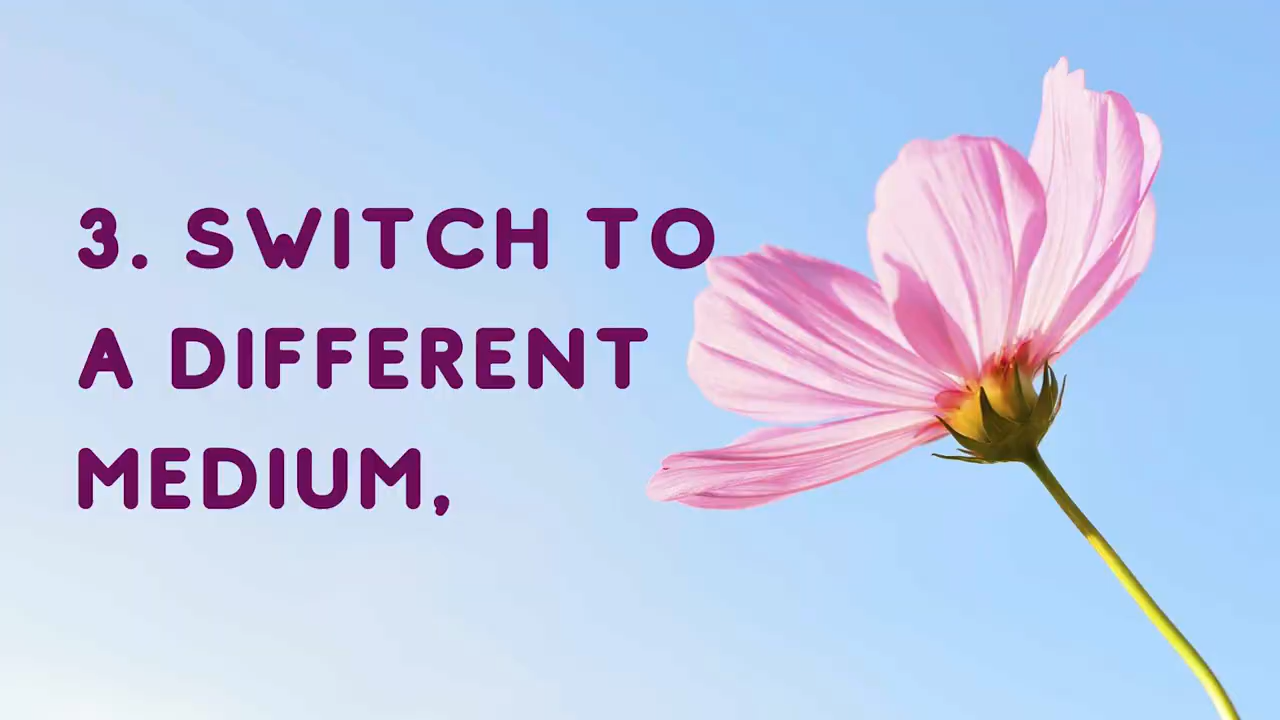 3. SWITCH TO
A DIFFERENT
MEDIUM,